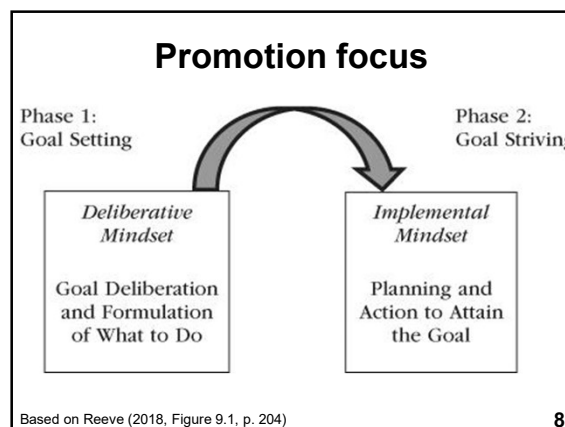 Promotion focus
Phase 1:
Goal Setting
Phase 2:
Goal Striving
Deliberative
Mindset
Goal Deliberation
and Formulation
of What to Do
Implemental
Mindset
Planning and
Action to Attain
the Goal
Based on Reeve (2018, Figure 9.1, p. 204)
8